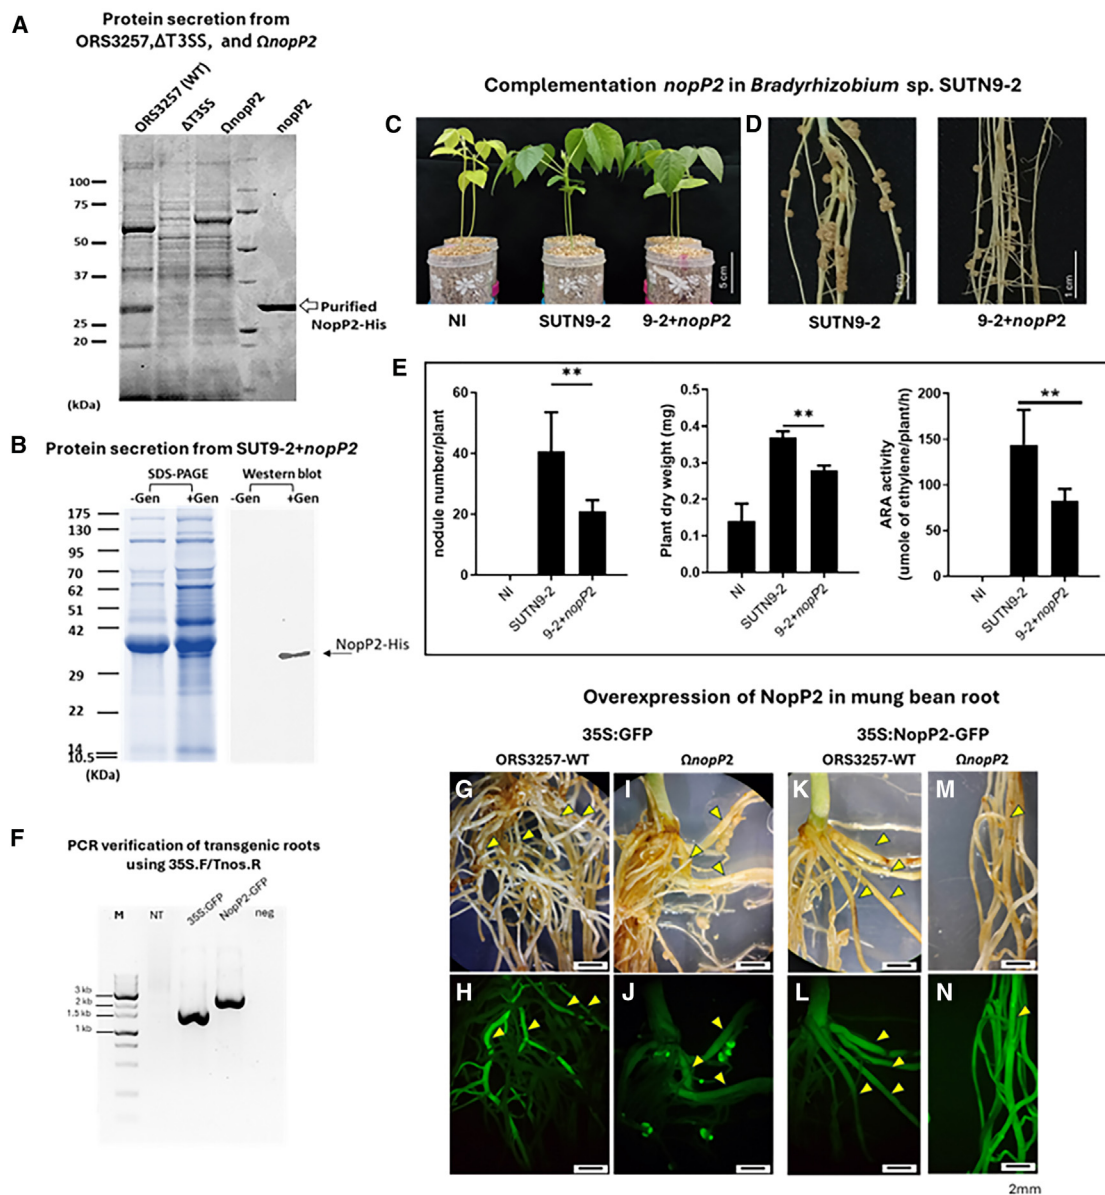 A
Protein secretion from
ORS3257,ΔT3SS, and ΩnopP2
ORS3257 (WT)
ΔT3SS
ΩnopP2
nopP2
100
75
50
37
25
20
(kDa)
Purified
NopP2-His
B
Protein secretion from SUT9-2+nopP2
SDS-PAGE
Western blot
-Gen
+Gen
-Gen
+Gen
175
130
95
70
62
51
42
29
22
14
10.5
(KDa)
NopP2-His
Complementation nopP2 in Bradyrhizobium sp. SUTN9-2
C
5 cm
NI
SUTN9-2
9-2+nopP2
D
1 cm
SUTN9-2
9-2+nopP2
E
nodule number/plant
60
40
20
0
**
NI
SUTN9-2
9-2+nopP2
Plant dry weight (mg)
0.5
0.4
0.3
0.2
0.1
0.0
**
NI
SUTN9-2
9-2+nopP2
ARA activity
(umole of ethylene/plant/h)
200
150
100
50
0
**
NI
SUTN9-2
9-2+nopP2
F
PCR verification of transgenic roots
using 35S.F/Tnos.R
M
NT
35S:GFP
NopP2-GFP
neg
3 kb
2 kb
1.5 kb
1 kb
Overexpression of NopP2 in mung bean root
35S:GFP
35S:NopP2-GFP
ORS3257-WT
ΩnopP2
ORS3257-WT
ΩnopP2
G
I
K
M
H
J
L
N
2mm